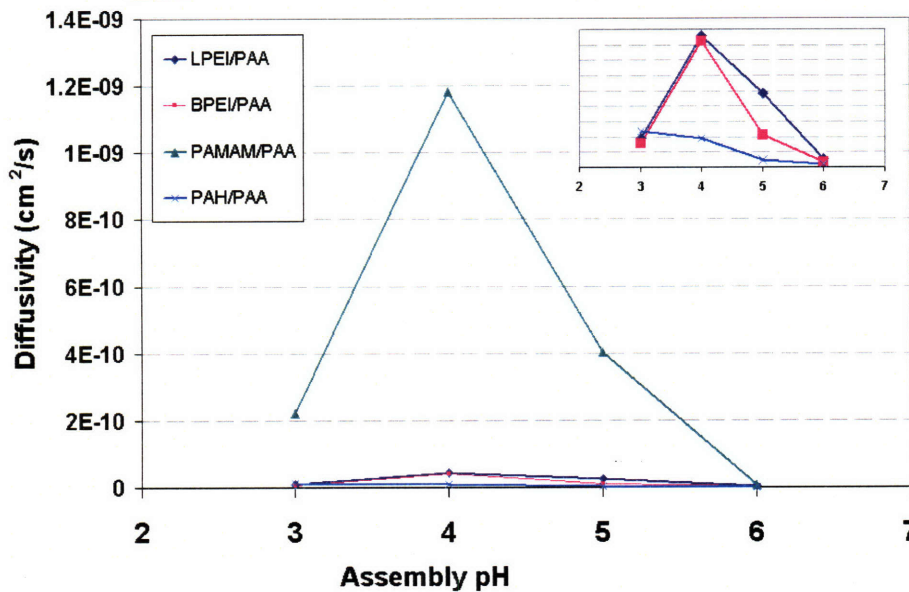 1.4E-09
1.2E-09
1E-09
8E-10
6E-10
4E-10
2E-10
0
Diffusivity (cm²/s)
LPEI/PAA
BPEI/PAA
PAMAM/PAA
PAH/PAA
2 3 4 5 6 7
2 3 4 5 6 7
Assembly pH